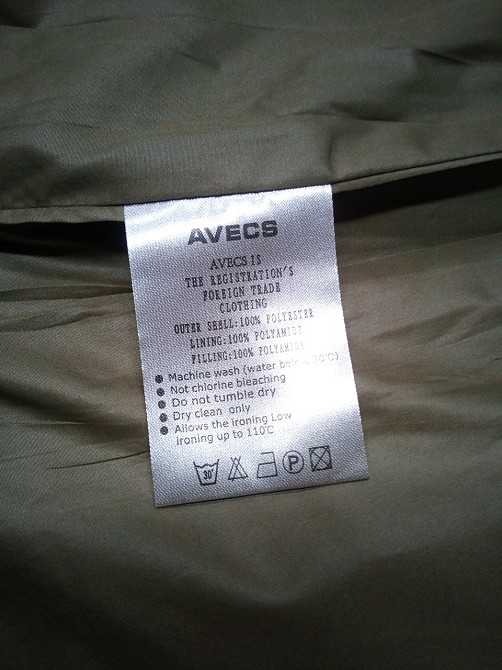 AVECS
AVECS IS
THE REGISTRATION'S
FOREIGN TRADE
CLOTHING
OUTER SHELL:100% POLYESTER
LINING:100% POLYAMIDE
FILLING:100% POLYAMIDE
● Machine wash (water below 30℃)
● Not chlorine bleaching
● Do not tumble dry
● Dry clean only
● Allows the ironing Low
ironing up to 110℃
30° P